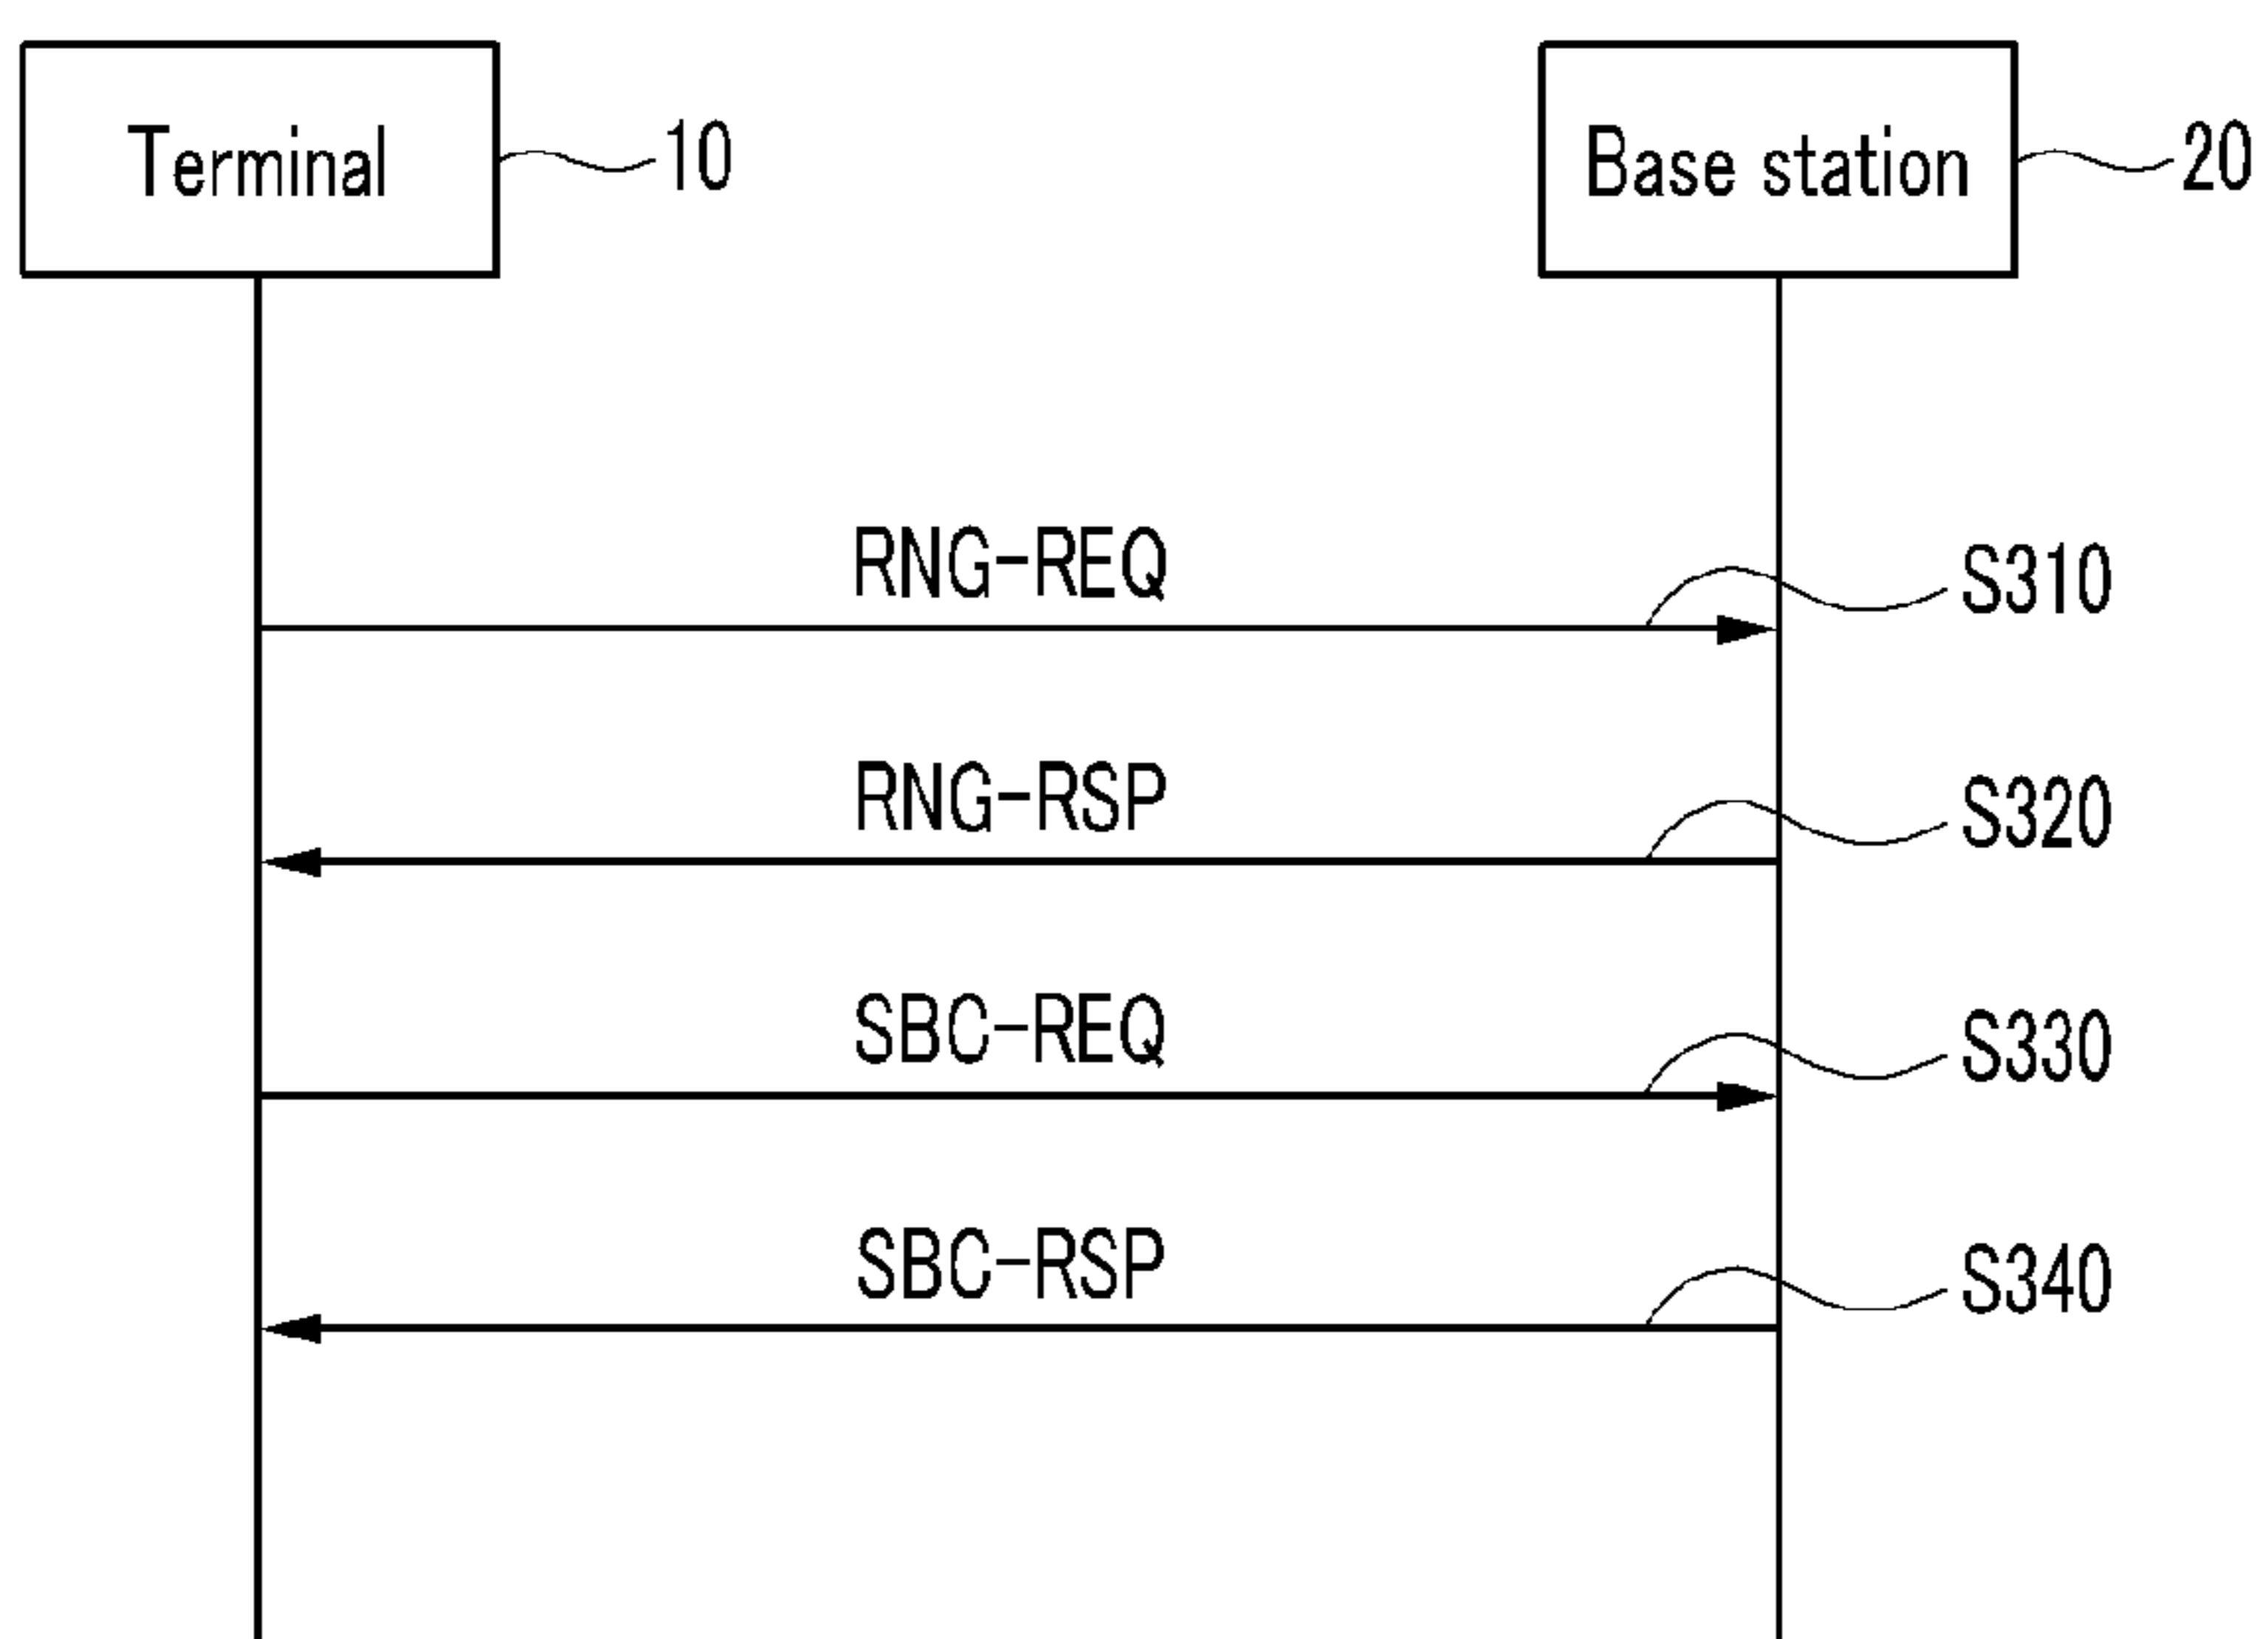 Terminal
10
Base station
20
RNG-REQ
S310
RNG-RSP
S320
SBC-REQ
S330
SBC-RSP
S340